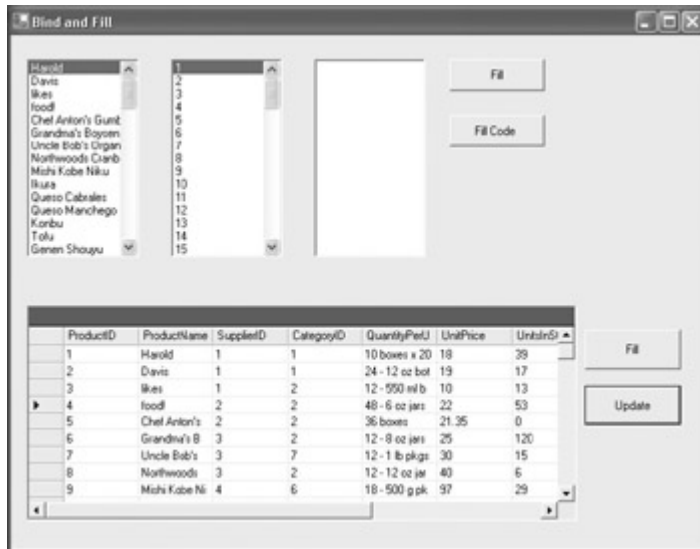 Bind and Fill
Harold
Davis
likes
food!
Chef Anton's Gumb
Grandma's Boysen
Uncle Bob's Organ
Northwoods Cranb
Mishi Kobe Niku
Ikura
Queso Cabrales
Queso Manchego
Konbu
Tofu
Genen Shouyu
1
2
3
4
5
6
7
8
9
10
11
12
13
14
15
Fill
Fill Code
ProductID ProductName SupplierID CategoryID QuantityPerU UnitPrice UnitsInSt
1 Harold 1 1 10 boxes x 20 18 39
2 Davis 1 1 24 - 12 oz bot 19 17
3 likes 1 2 12 - 550 ml b 10 13
4 food! 2 2 48 - 6 oz jars 22 53
5 Chef Anton's 2 2 36 boxes 21.35 0
6 Grandma's B 3 2 12 - 8 oz jars 25 120
7 Uncle Bob's 3 7 12 - 1 lb pkgs 30 15
8 Northwoods 3 2 12 - 12 oz jar 40 6
9 Mishi Kobe Ni 4 6 18 - 500 g pk 97 29
Fill
Update